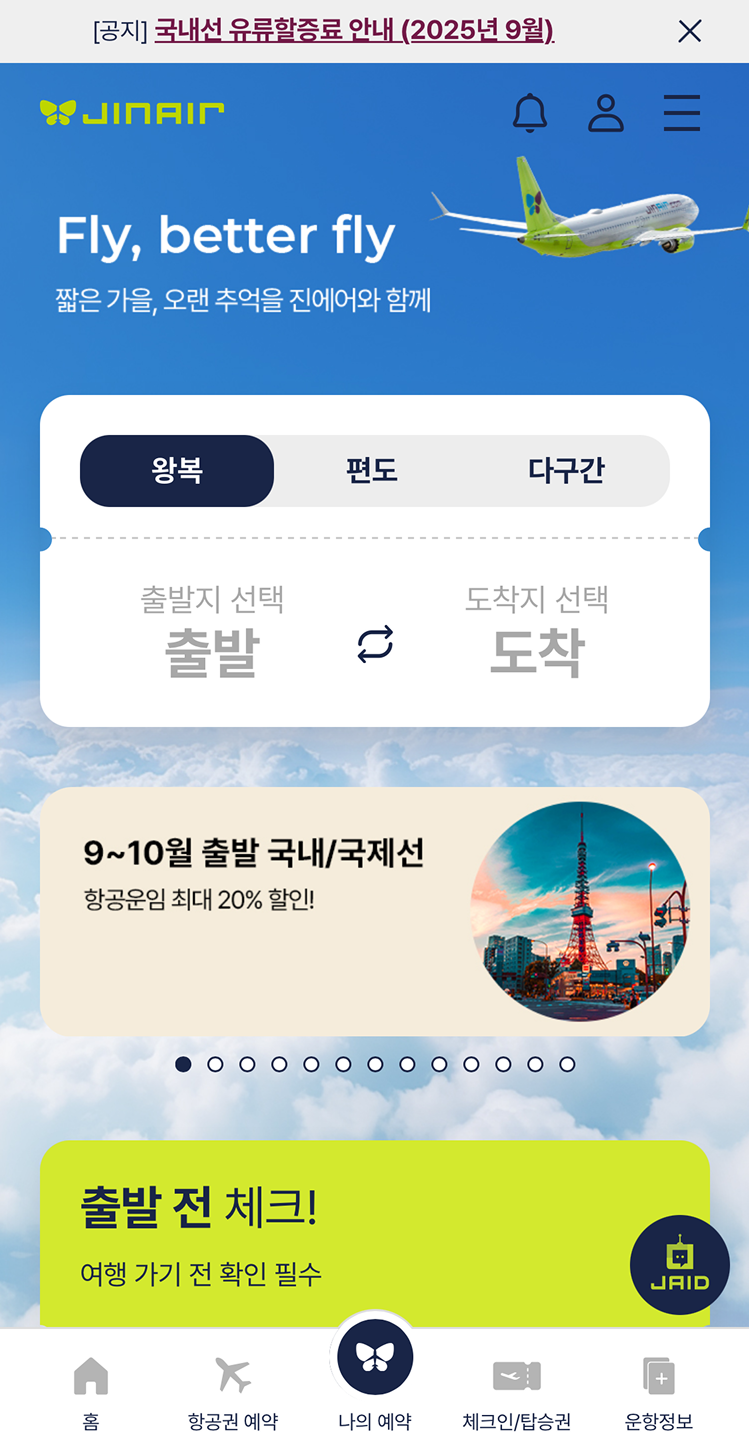 [공지] 국내선 유류할증료 안내 (2025년 9월)
JINAIR
Fly, better fly
짧은 가을, 오랜 추억을 진에어와 함께
왕복 편도 다구간
출발지 선택 도착지 선택
출발 도착
9~10월 출발 국내/국제선
항공운임 최대 20% 할인!
출발 전 체크!
여행 가기 전 확인 필수
JAID
홈 항공권 예약 나의 예약 체크인/탑승권 운항정보